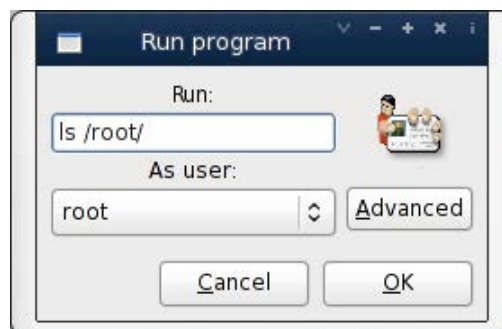 Run program
Run:
ls /root/
As user:
root
Advanced
Cancel
OK